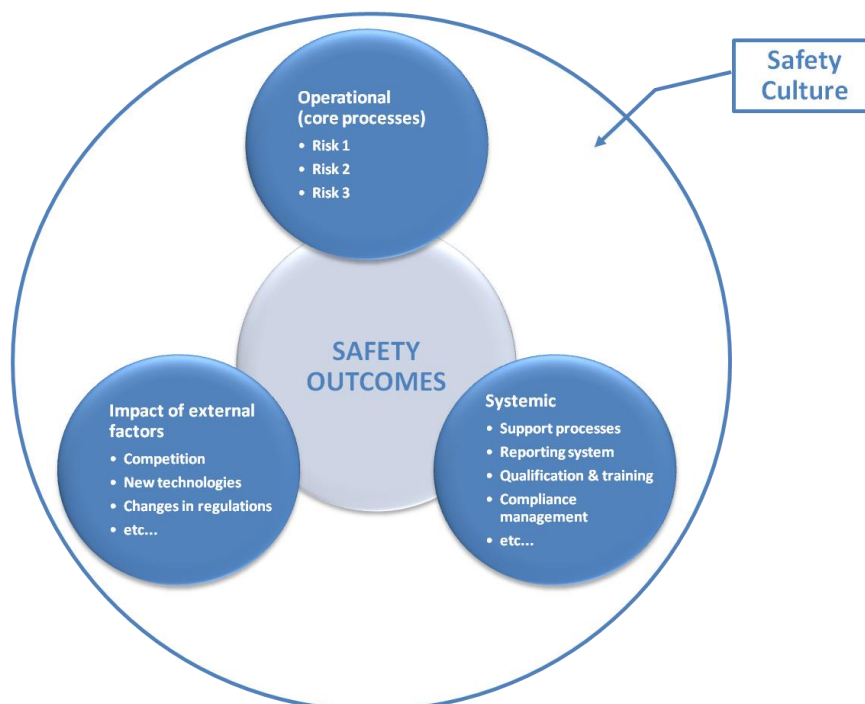 Safety
Culture
Operational
(core processes)
• Risk 1
• Risk 2
• Risk 3
SAFETY
OUTCOMES
Impact of external
factors
• Competition
• New technologies
• Changes in regulations
• etc...
Systemic
• Support processes
• Reporting system
• Qualification & training
• Compliance
management
• etc...